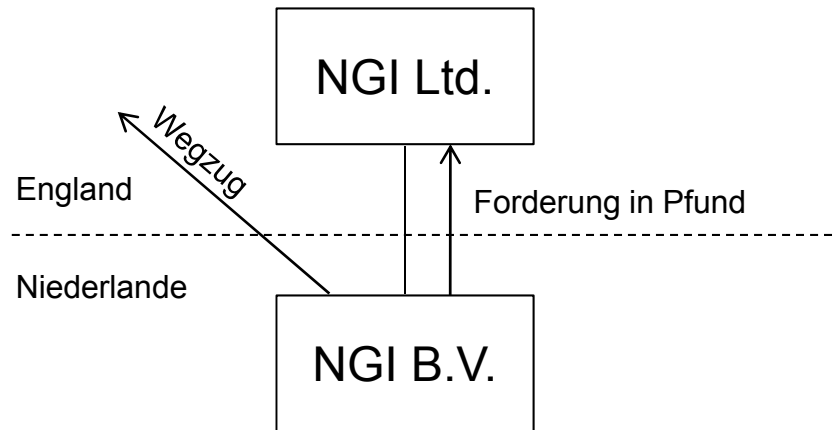 NGI Ltd.
Wegzug
England
Forderung in Pfund
Niederlande
NGI B.V.